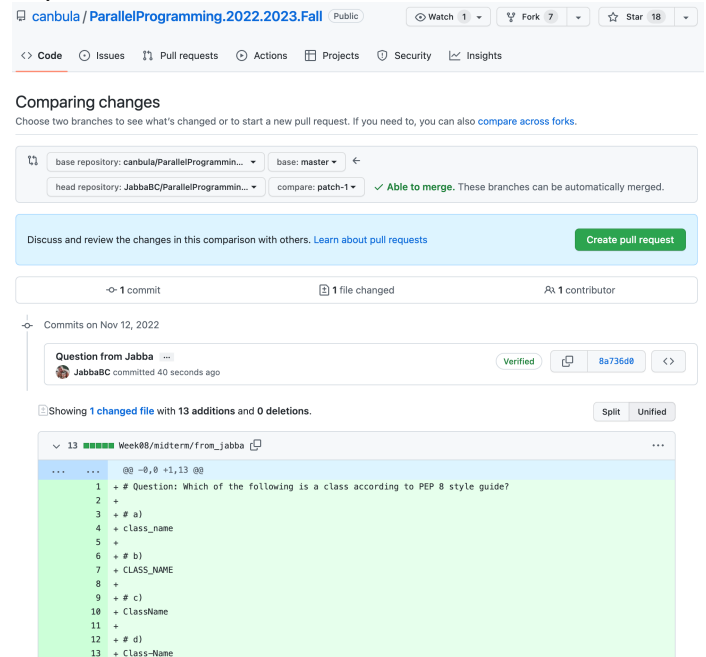 canbula / ParallelProgramming.2022.2023.Fall Public Watch 1 Fork 7 Star 18
Code Issues Pull requests Actions Projects Security Insights
Comparing changes
Choose two branches to see what's changed or to start a new pull request. If you need to, you can also compare across forks.
base repository: canbula/ParallelProgrammin... base: master
head repository: JabbaBC/ParallelProgrammin... compare: patch-1 Able to merge. These branches can be automatically merged.
Discuss and review the changes in this comparison with others. Learn about pull requests Create pull request
1 commit 1 file changed 1 contributor
Commits on Nov 12, 2022
Question from Jabba ...
Verified 8a736d0 <>
JabbaBC committed 40 seconds ago
Showing 1 changed file with 13 additions and 0 deletions. Split Unified
13 Week08/midterm/from_jabba ...
... ... @@ -0,0 +1,13 @@
1 + # Question: Which of the following is a class according to PEP 8 style guide?
2 +
3 + # a)
4 + class_name
5 +
6 + # b)
7 + CLASS_NAME
8 +
9 + # c)
10 + ClassName
11 +
12 + # d)
13 + Class-Name